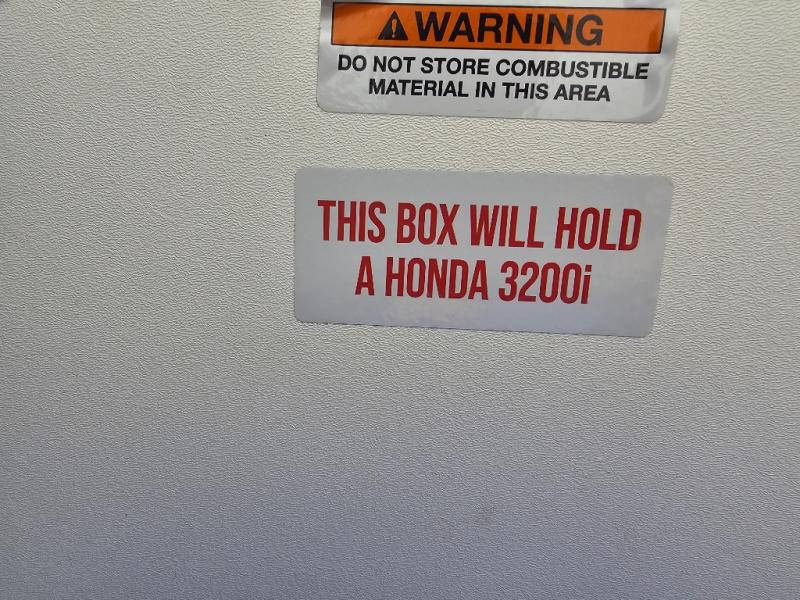 WARNING
DO NOT STORE COMBUSTIBLE
MATERIAL IN THIS AREA
THIS BOX WILL HOLD
A HONDA 3200i